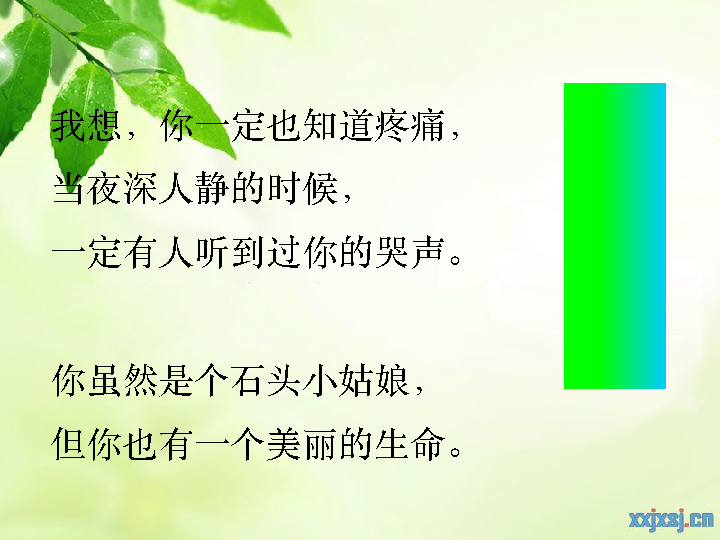 我想，你一定也知道疼痛，
当夜深人静的时候，
一定有人听到过你的哭声。
你虽然是个石头小姑娘，
但你也有一个美丽的生命。
xxjxsj.cn